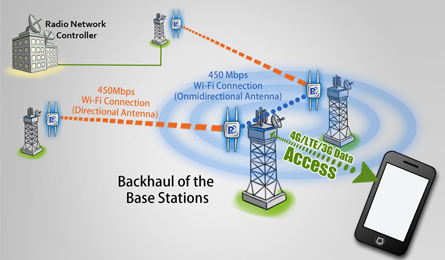 Radio Network
Controller
450 Mbps
Wi-Fi Connection
(Onmidirectional Antenna)
450Mbps
Wi-Fi Connection
(Directional Antenna)
4G/LTE/3G Data
Access
Backhaul of the
Base Stations